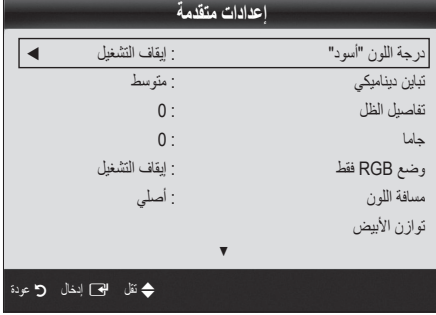 إعدادات متقدمة
درجة اللون "أسود" : إيقاف التشغيل ◀
تباين ديناميكي : متوسط
تفاصيل الظل : 0
جاما : 0
وضع RGB فقط : إيقاف التشغيل
مسافة اللون : أصلي
توازن الأبيض
▼
نقل إدخال عودة